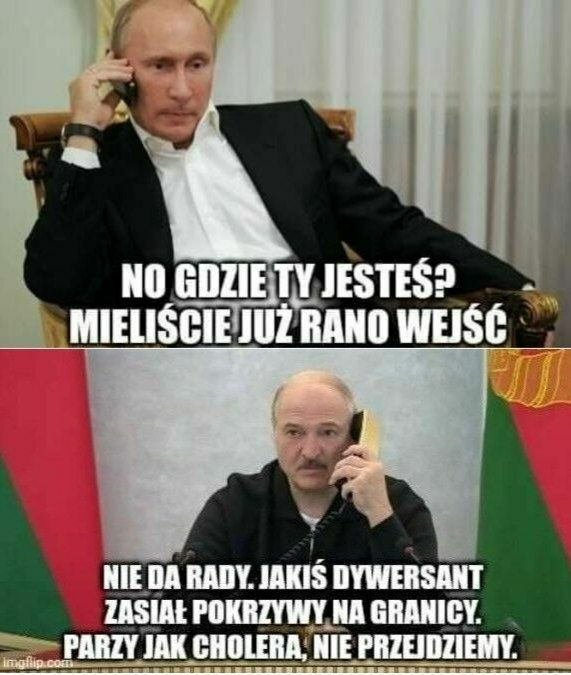 NO GDZIE TY JESTEŚ?
MIELIŚCIE JUŻ RANO WEJŚĆ
NIE DA RADY. JAKIŚ DYWERSANT
ZASIAŁ POKRZYWY NA GRANICY.
PARZY JAK CHOLERA, NIE PRZEJDZIEMY.
imgflip.com